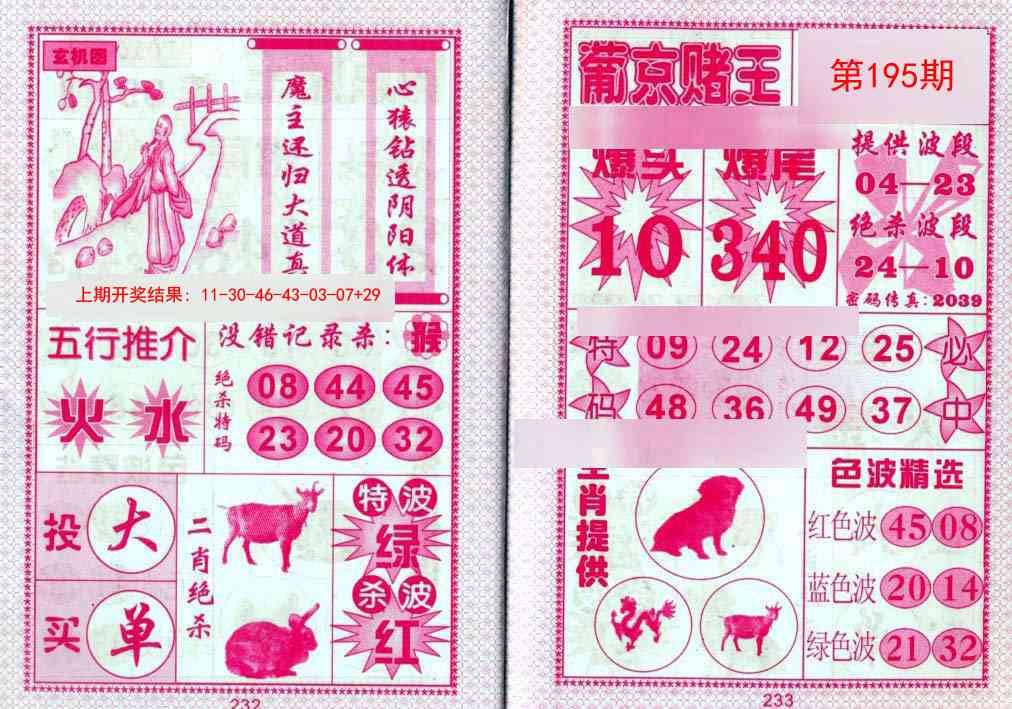 玄机图
心猿钻透阴阳体
魔主还归大道真
上期开奖结果：11-30-46-43-03-07+29
五行推介
火 水
没错记录杀：猴
绝杀特码
08 44 45
23 20 32
投 大
买 单
二肖绝杀
特波
绿
杀波
红
232
葡京赌王
第195期
爆头 爆尾
10 340
提供波段
04—23
绝杀波段
24—10
密码传真:2039
特码
09 24 12 25
48 36 49 37
必中
生肖提供
色波精选
红色波 45 08
蓝色波 20 14
绿色波 21 32
233